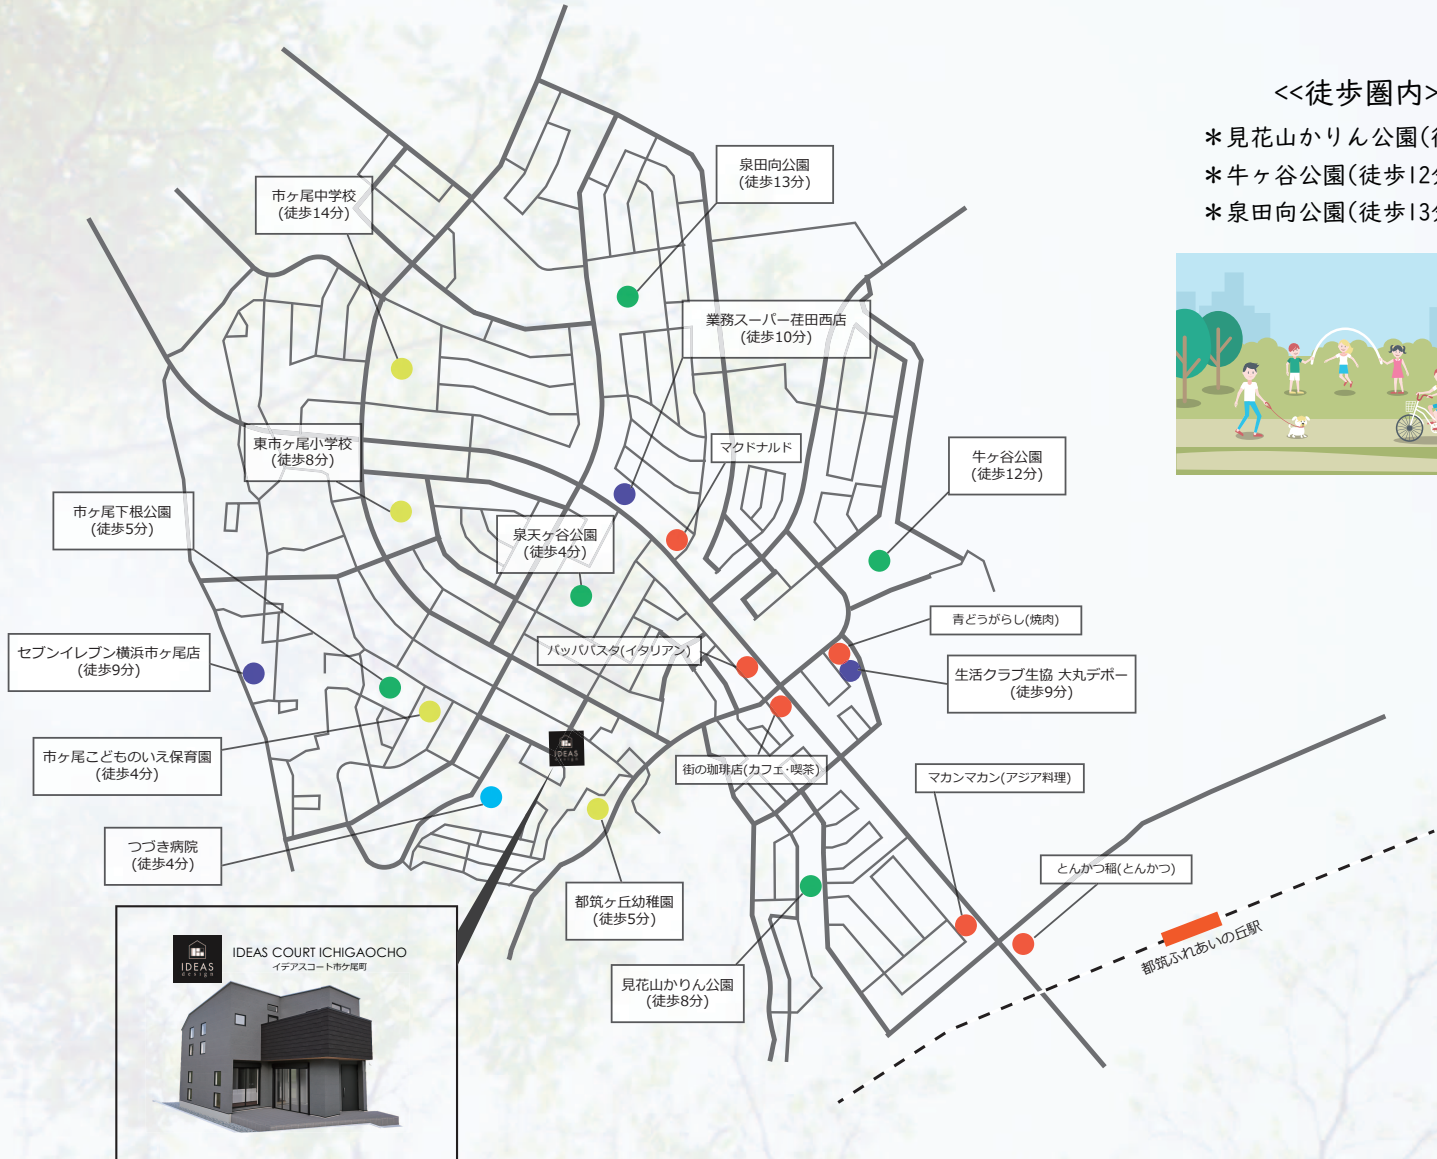 <<徒歩圏内>
＊見花山かりん公園(徒
＊牛ヶ谷公園(徒歩12分
＊泉田向公園(徒歩13分
泉田向公園
(徒歩13分)
市ヶ尾中学校
(徒歩14分)
業務スーパー荏田西店
(徒歩10分)
東市ヶ尾小学校
(徒歩8分)
マクドナルド
牛ヶ谷公園
(徒歩12分)
市ヶ尾下根公園
(徒歩5分)
泉天ヶ谷公園
(徒歩4分)
青どうがらし(焼肉)
セブンイレブン横浜市ヶ尾店
(徒歩9分)
パッパパスタ(イタリアン)
生活クラブ生協 大丸デポー
(徒歩9分)
市ヶ尾こどものいえ保育園
(徒歩4分)
IDEAS
design
街の珈琲店(カフェ・喫茶)
マカンマカン(アジア料理)
つづき病院
(徒歩4分)
とんかつ稲(とんかつ)
都筑ヶ丘幼稚園
(徒歩5分)
都筑ふれあいの丘駅
見花山かりん公園
(徒歩8分)
IDEAS
design
IDEAS COURT ICHIGAOCHO
イデアスコート市ケ尾町